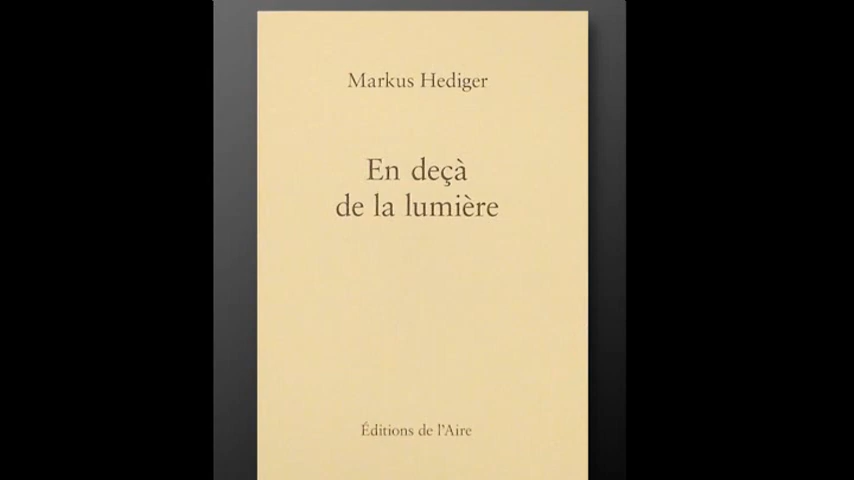 Markus Hediger
En deçà
de la lumière
Éditions de l'Aire